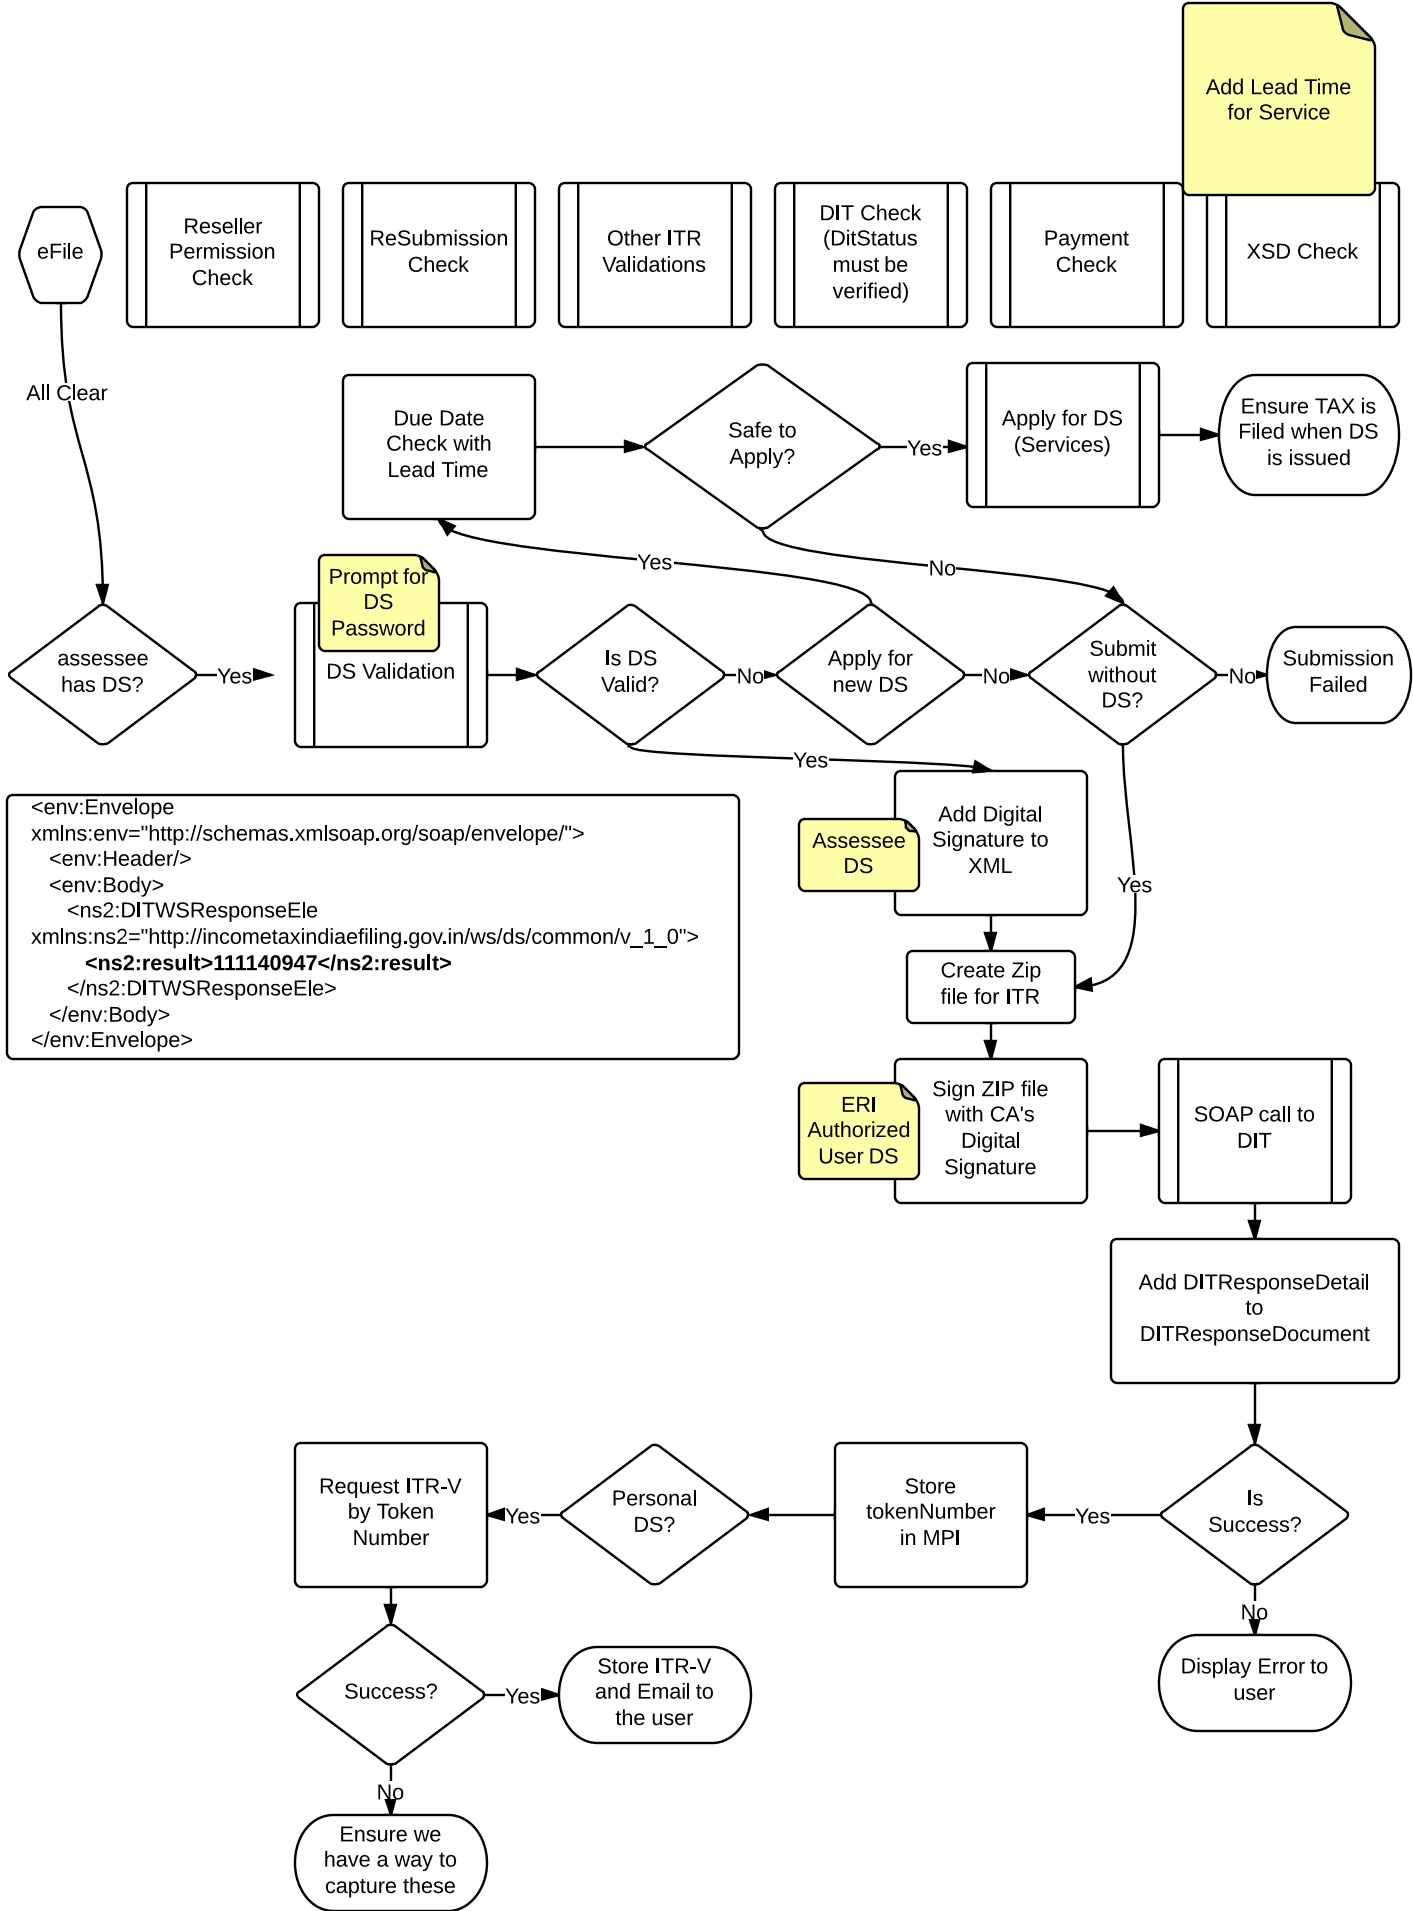 Add Lead Time
for Service
eFile
Reseller
Permission
Check
ReSubmission
Check
Other ITR
Validations
DIT Check
(DitStatus
must be
verified)
Payment
Check
XSD Check
All Clear
Due Date
Check with
Lead Time
Safe to
Apply?
Yes
Apply for DS
(Services)
Ensure TAX is
Filed when DS
is issued
Yes
No
Prompt for
DS
Password
assessee
has DS?
Yes
DS Validation
Is DS
Valid?
No
Apply for
new DS
No
Submit
without
DS?
No
Submission
Failed
Yes
<env:Envelope
xmlns:env="http://schemas.xmlsoap.org/soap/envelope/">
<env:Header/>
<env:Body>
<ns2:DITWSResponseEle
xmlns:ns2="http://incometaxindiaefiling.gov.in/ws/ds/common/v_1_0">
<ns2:result>111140947</ns2:result>
</ns2:DITWSResponseEle>
</env:Body>
</env:Envelope>
Assessee
DS
Add Digital
Signature to
XML
Yes
Create Zip
file for ITR
ERI
Authorized
User DS
Sign ZIP file
with CA's
Digital
Signature
SOAP call to
DIT
Add DITResponseDetail
to
DITResponseDocument
Request ITR-V
by Token
Number
Yes
Personal
DS?
Store
tokenNumber
in MPI
Yes
Is
Success?
No
Display Error to
user
Success?
Yes
Store ITR-V
and Email to
the user
No
Ensure we
have a way to
capture these